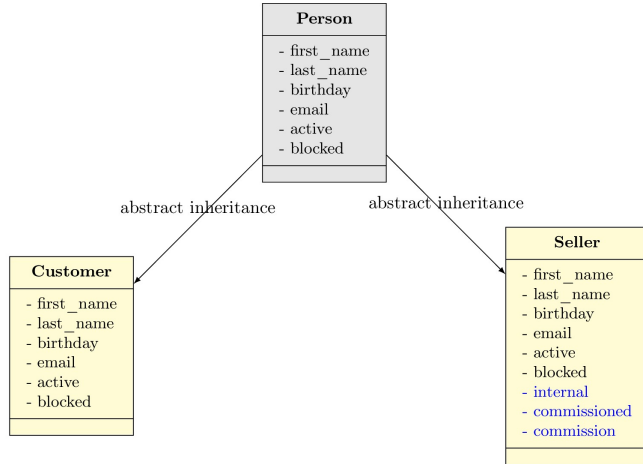 Person
- first_name
- last_name
- birthday
- email
- active
- blocked
abstract inheritance
abstract inheritance
Customer
- first_name
- last_name
- birthday
- email
- active
- blocked
Seller
- first_name
- last_name
- birthday
- email
- active
- blocked
- internal
- commissioned
- commission